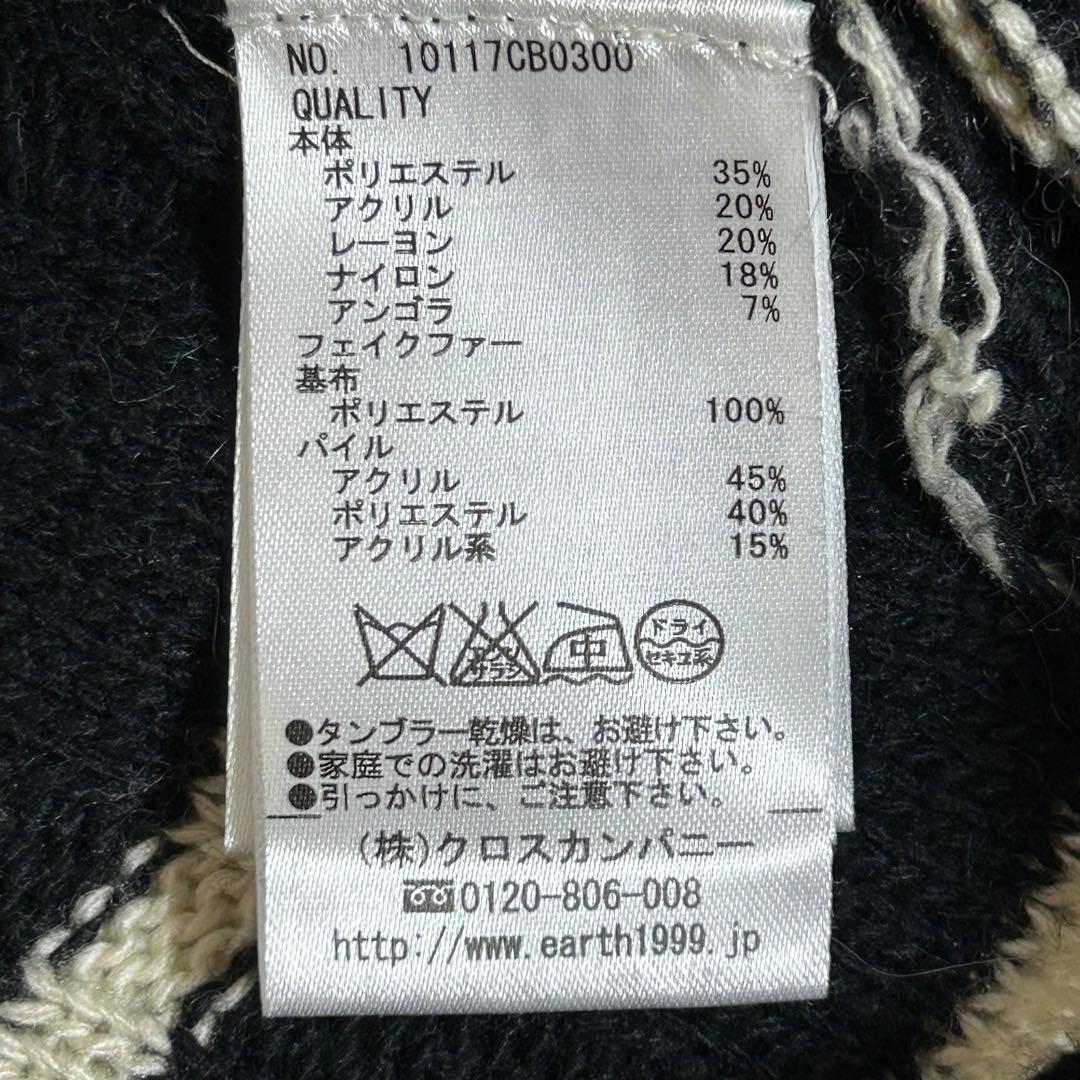 NO. 10117CB0300
QUALITY
本体
ポリエステル 35%
アクリル 20%
レーヨン 20%
ナイロン 18%
アンゴラ 7%
フェイクファー
基布
ポリエステル 100%
パイル
アクリル 45%
ポリエステル 40%
アクリル系 15%
中
ドライ
セキユ系
●タンブラー乾燥は、お避け下さい。
●家庭での洗濯はお避け下さい。
●引っかけに、ご注意下さい。
(株)クロスカンパニー
0120-806-008
http://www.earth1999.jp